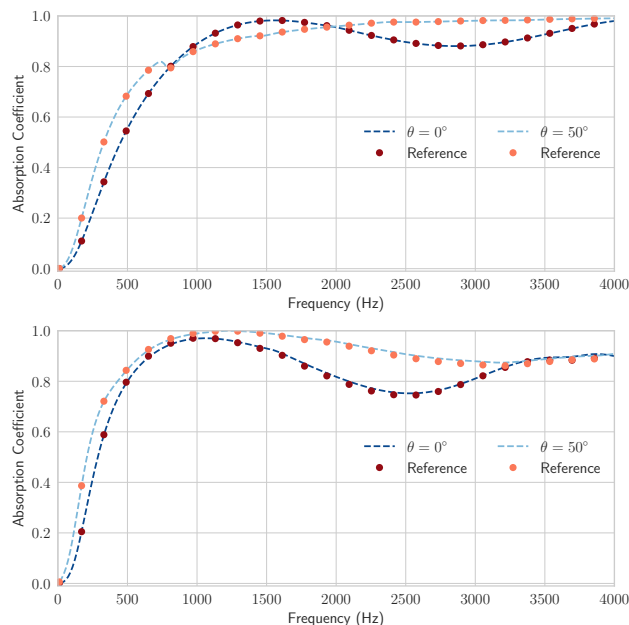 1.0
0.8
0.6
0.4
0.2
0.0
Absorption Coefficient
θ = 0° θ = 50°
Reference Reference
0 500 1000 1500 2000 2500 3000 3500 4000
Frequency (Hz)
1.0
0.8
0.6
0.4
0.2
0.0
Absorption Coefficient
θ = 0° θ = 50°
Reference Reference
0 500 1000 1500 2000 2500 3000 3500 4000
Frequency (Hz)